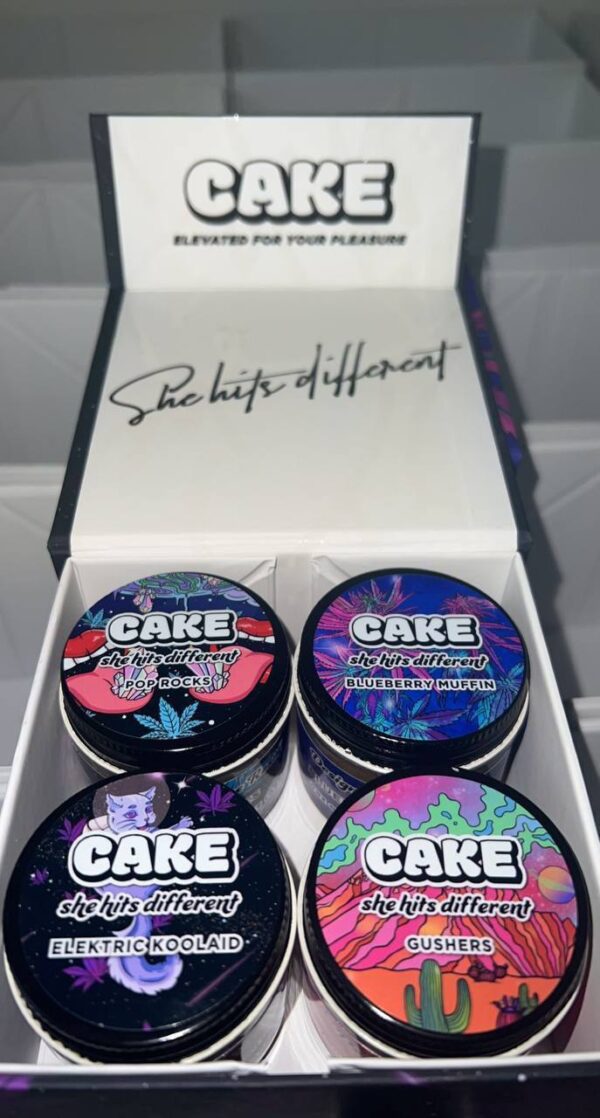 CAKE
ELEVATED FOR YOUR PLEASURE
She hits different
CAKE
she hits different
POP ROCKS
CAKE
she hits different
BLUEBERRY MUFFIN
CAKE
she hits different
ELEKTRIC KOOLAID
CAKE
she hits different
GUSHERS